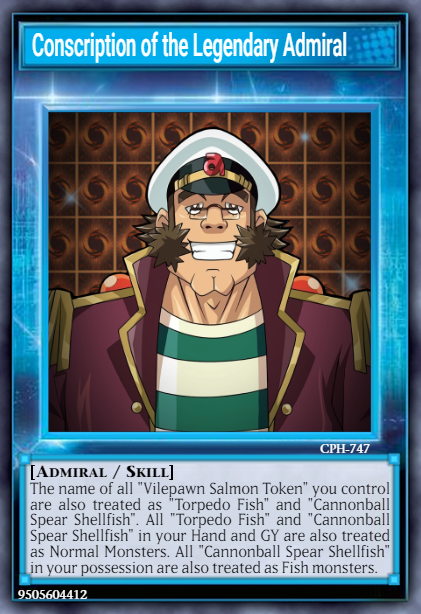 Conscription of the Legendary Admiral
a
CPH-747
[ADMIRAL / SKILL]
The name of all "Vilepawn Salmon Token" you control
are also treated as "Torpedo Fish" and "Cannonball
Spear Shellfish". All "Torpedo Fish" and "Cannonball
Spear Shellfish" in your Hand and GY are also treated
as Normal Monsters. All "Cannonball Spear Shellfish"
in your possession are also treated as Fish monsters.
9505604412